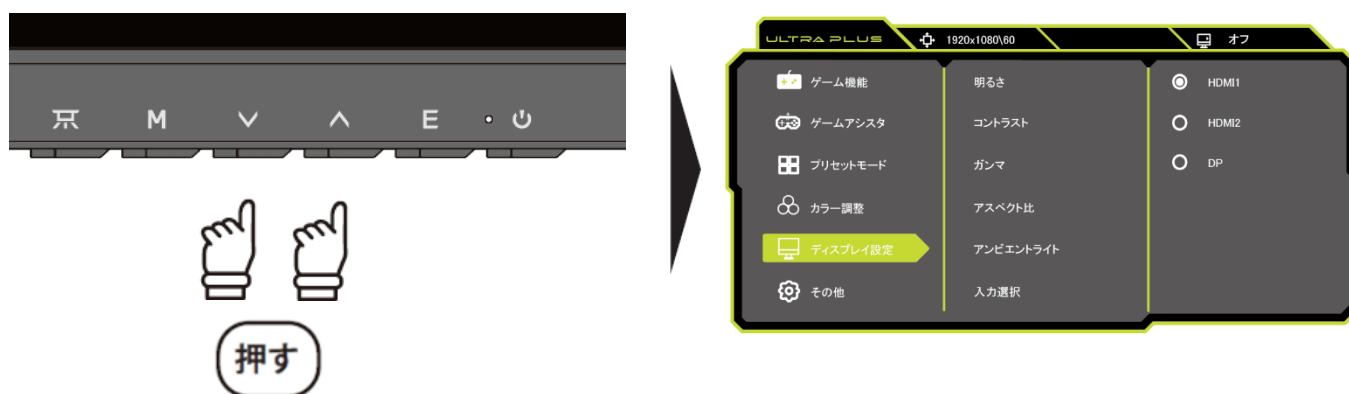 M E
押す
ULTRA PLUS 1920x1080\60 オフ
ゲーム機能 明るさ HDMI1
ゲームアシスタ コントラスト HDMI2
プリセットモード ガンマ DP
カラー調整 アスペクト比
ディスプレイ設定 アンビエントライト
その他 入力選択